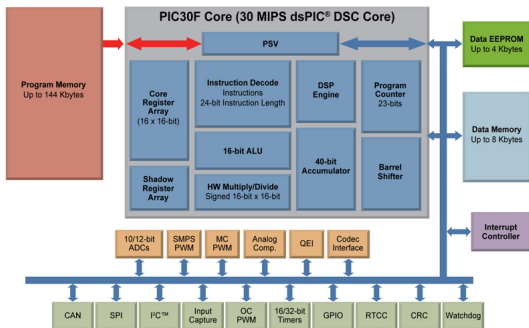 PIC30F Core (30 MIPS dsPIC® DSC Core)
Program Memory
Up to 144 Kbytes
PSV
Core
Register
Array
(16 x 16-bit)
Instruction Decode
Instructions
24-bit Instruction Length
DSP
Engine
Program
Counter
23-bits
16-bit ALU
Shadow
Register
Array
HW Multiply/Divide
Signed 16-bit x 16-bit
40-bit
Accumulator
Barrel
Shifter
Data EEPROM
Up to 4 Kbytes
Data Memory
Up to 8 Kbytes
Interrupt
Controller
10/12-bit
ADCs
SMPS
PWM
MC
PWM
Analog
Comp.
QEI
Codec
Interface
CAN
SPI
I²C™
Input
Capture
OC
PWM
16/32-bit
Timers
GPIO
RTCC
CRC
Watchdog